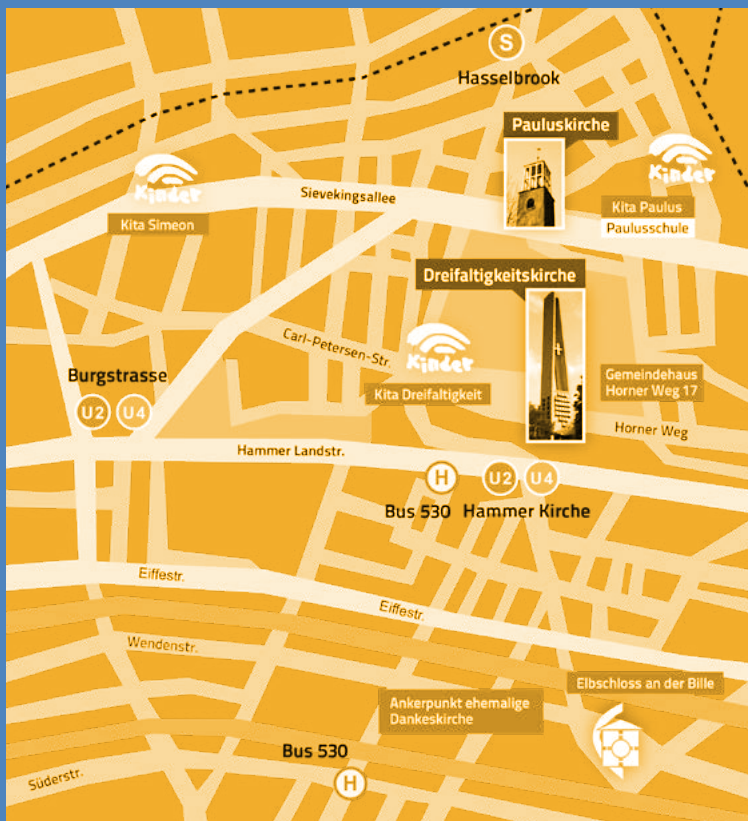 S
Hasselbrook
Pauluskirche
Kinder
Kinder
Sievekingsallee
Kita Paulus
Paulusschule
Kita Simeon
Dreifaltigkeitskirche
Carl-Petersen-Str.
Kinder
Burgstrasse
Gemeindehaus
Horner Weg 17
Kita Dreifaltigkeit
U2 U4
Horner Weg
Hammer Landstr.
H U2 U4
Bus 530 Hammer Kirche
Eiffestr.
Eiffestr.
Wendenstr.
Elbschloss an der Bille
Ankerpunkt ehemalige
Dankeskirche
Bus 530
Süderstr.
H